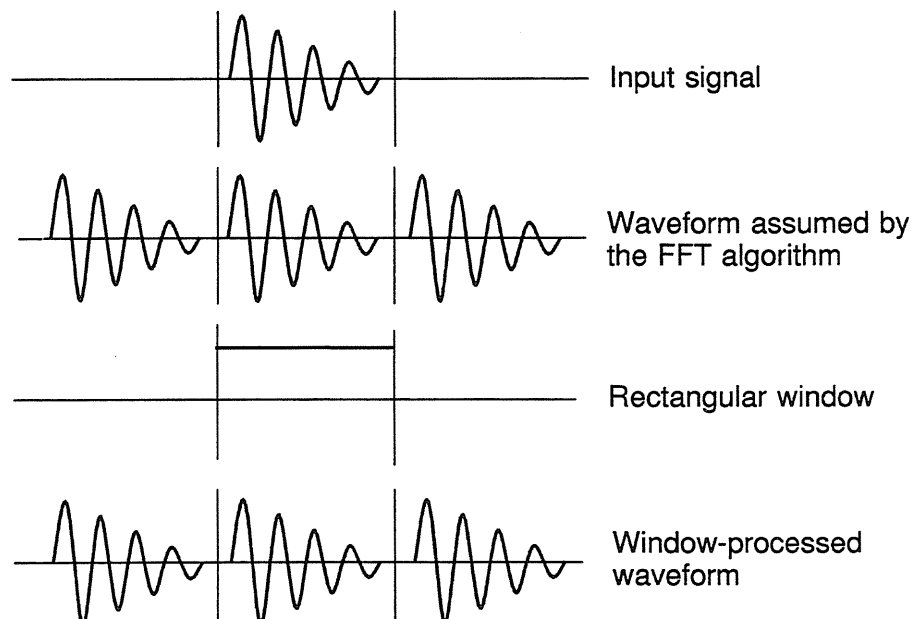 Input signal
Waveform assumed by
the FFT algorithm
Rectangular window
Window-processed
waveform